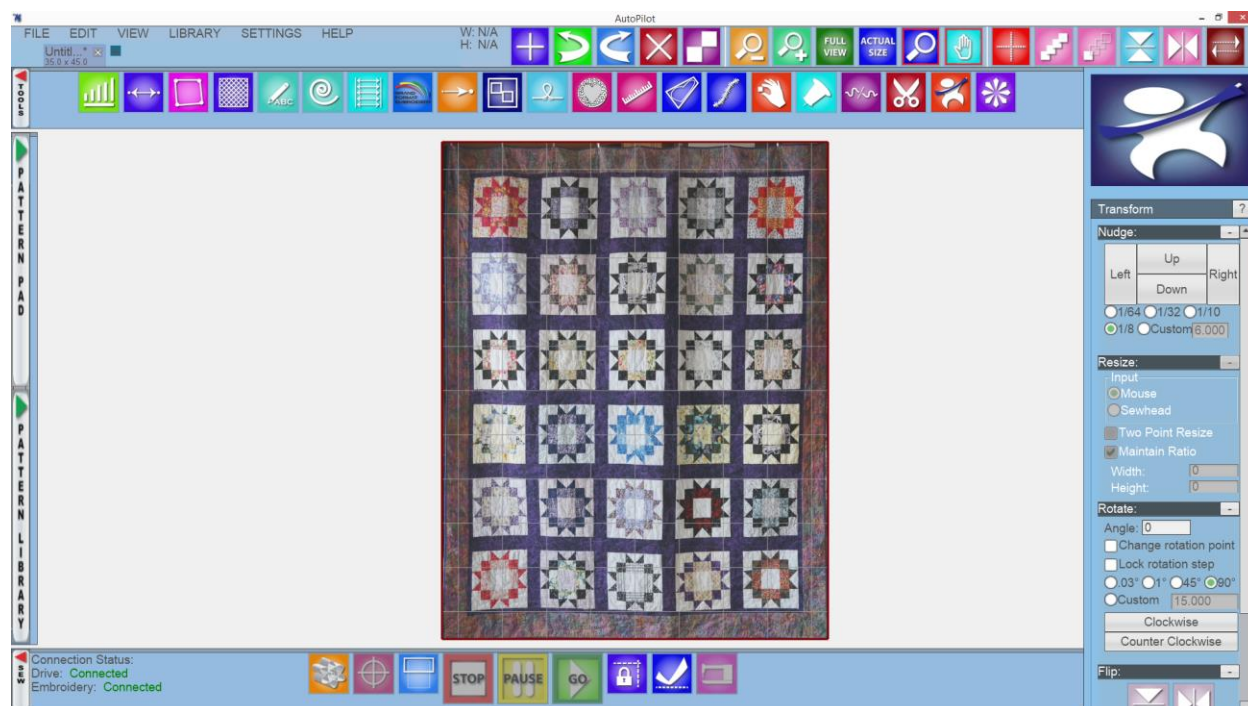 AutoPilot
FILE EDIT VIEW LIBRARY SETTINGS HELP
W: N/A
H: N/A
Untitl...*
35.0 x 45.0
FULL VIEW
ACTUAL SIZE
TOOLS
ABC
PATTERN PAD
PATTERN LIBRARY
Transform ?
Nudge: -
Up
Left Right
Down
1/64 1/32 1/10
1/8 Custom 6.000
Resize: -
Input
Mouse
Sewhead
Two Point Resize
Maintain Ratio
Width: 0
Height: 0
Rotate: -
Angle: 0
Change rotation point
Lock rotation step
.03° 1° 45° 90°
Custom 15.000
Clockwise
Counter Clockwise
Flip: -
SEW
Connection Status:
Drive: Connected
Embroidery: Connected
STOP
PAUSE
GO